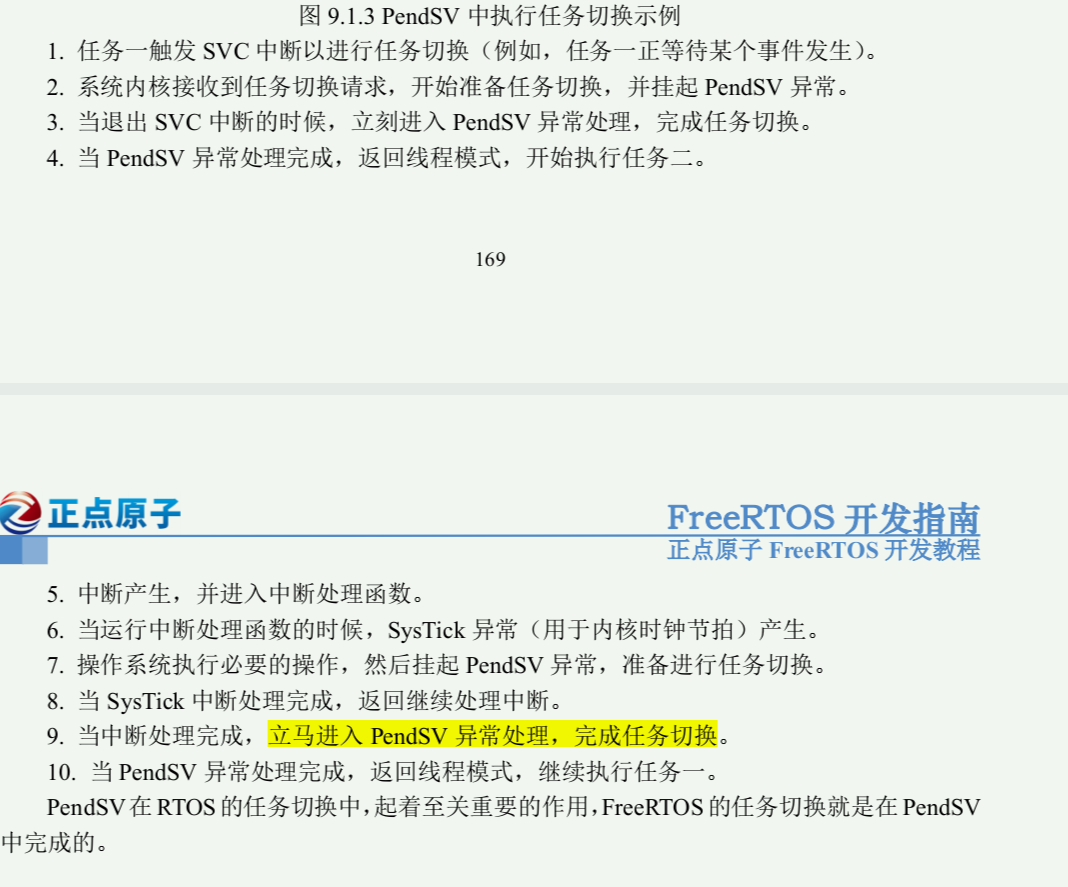 图 9.1.3 PendSV 中执行任务切换示例
1. 任务一触发 SVC 中断以进行任务切换（例如，任务一正等待某个事件发生）。
2. 系统内核接收到任务切换请求，开始准备任务切换，并挂起 PendSV 异常。
3. 当退出 SVC 中断的时候，立刻进入 PendSV 异常处理，完成任务切换。
4. 当 PendSV 异常处理完成，返回线程模式，开始执行任务二。
169
正点原子
FreeRTOS 开发指南
正点原子 FreeRTOS 开发教程
5. 中断产生，并进入中断处理函数。
6. 当运行中断处理函数的时候，SysTick 异常（用于内核时钟节拍）产生。
7. 操作系统执行必要的操作，然后挂起 PendSV 异常，准备进行任务切换。
8. 当 SysTick 中断处理完成，返回继续处理中断。
9. 当中断处理完成，立马进入 PendSV 异常处理，完成任务切换。
10. 当 PendSV 异常处理完成，返回线程模式，继续执行任务一。
PendSV 在 RTOS 的任务切换中，起着至关重要的作用，FreeRTOS 的任务切换就是在 PendSV
中完成的。